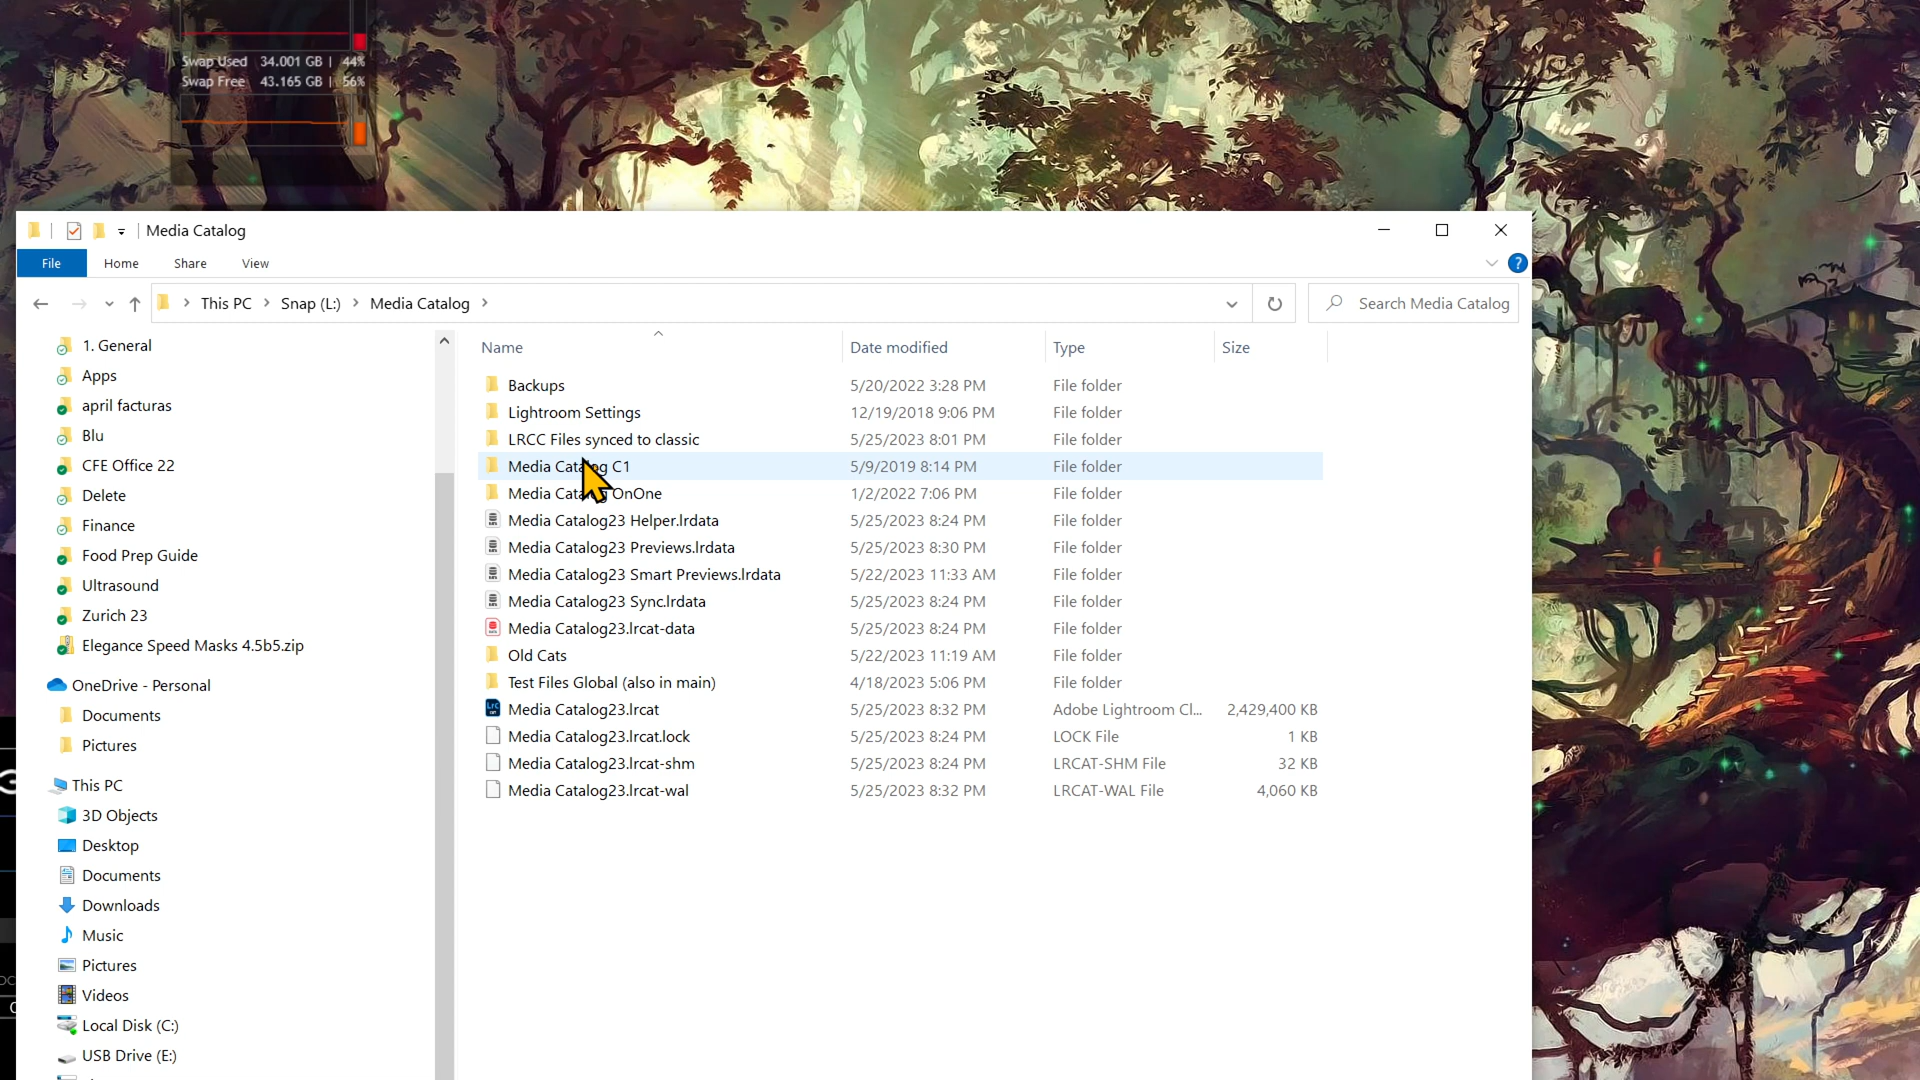 Swap Used 34.001 GB | 44%
Swap Free 43.165 GB | 56%
Media Catalog
File Home Share View
This PC Snap (L:) Media Catalog
Search Media Catalog
1. General
Apps
april facturas
Blu
CFE Office 22
Delete
Finance
Food Prep Guide
Ultrasound
Zurich 23
Elegance Speed Masks 4.5b5.zip
OneDrive - Personal
Documents
Pictures
This PC
3D Objects
Desktop
Documents
Downloads
Music
Pictures
Videos
Local Disk (C:)
USB Drive (E:)
Name Date modified Type Size
Backups 5/20/2022 3:28 PM File folder
Lightroom Settings 12/19/2018 9:06 PM File folder
LRCC Files synced to classic 5/25/2023 8:01 PM File folder
Media Catalog C1 5/9/2019 8:14 PM File folder
Media Catalog OnOne 1/2/2022 7:06 PM File folder
Media Catalog23 Helper.lrdata 5/25/2023 8:24 PM File folder
Media Catalog23 Previews.lrdata 5/25/2023 8:30 PM File folder
Media Catalog23 Smart Previews.lrdata 5/22/2023 11:33 AM File folder
Media Catalog23 Sync.lrdata 5/25/2023 8:24 PM File folder
Media Catalog23.lrcat-data 5/25/2023 8:24 PM File folder
Old Cats 5/22/2023 11:19 AM File folder
Test Files Global (also in main) 4/18/2023 5:06 PM File folder
Media Catalog23.lrcat 5/25/2023 8:32 PM Adobe Lightroom Cl... 2,429,400 KB
Media Catalog23.lrcat.lock 5/25/2023 8:24 PM LOCK File 1 KB
Media Catalog23.lrcat-shm 5/25/2023 8:24 PM LRCAT-SHM File 32 KB
Media Catalog23.lrcat-wal 5/25/2023 8:32 PM LRCAT-WAL File 4,060 KB